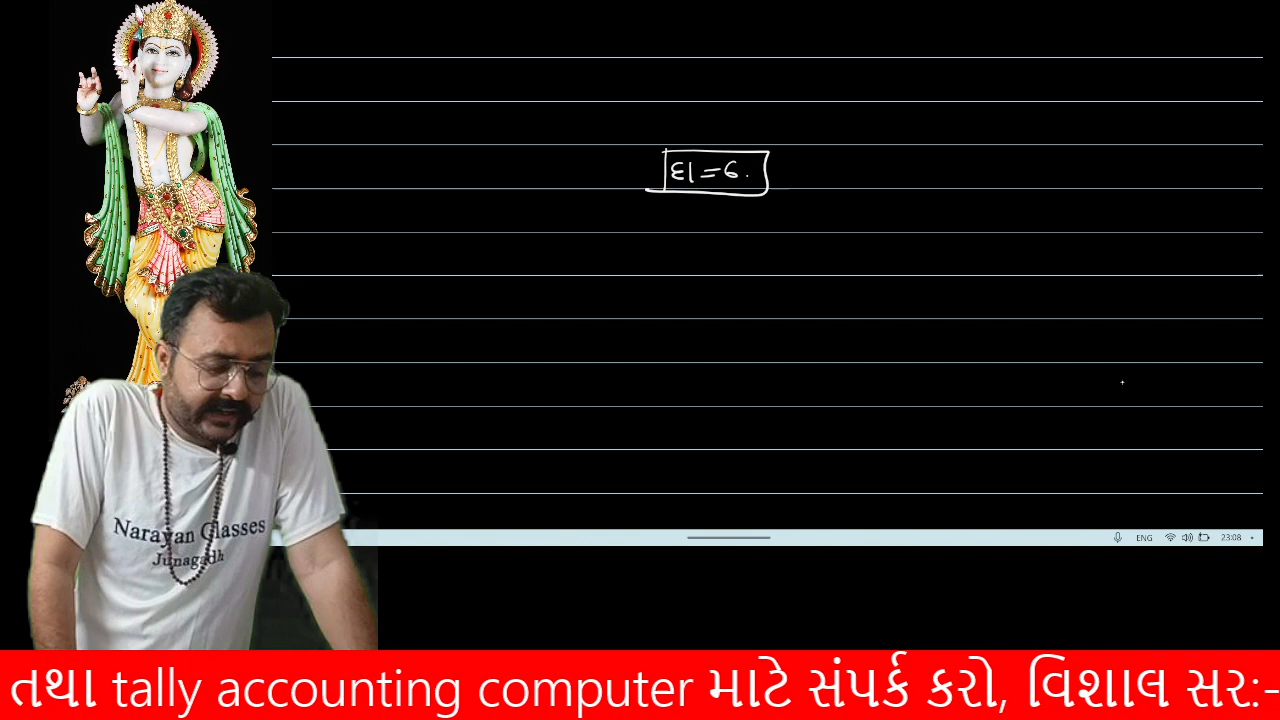 દા = 6.
Narayan Classes
Junagadh
ENG 23:08
તથા tally accounting computer માટે સંપર્ક કરો, વિશાલ સર:-